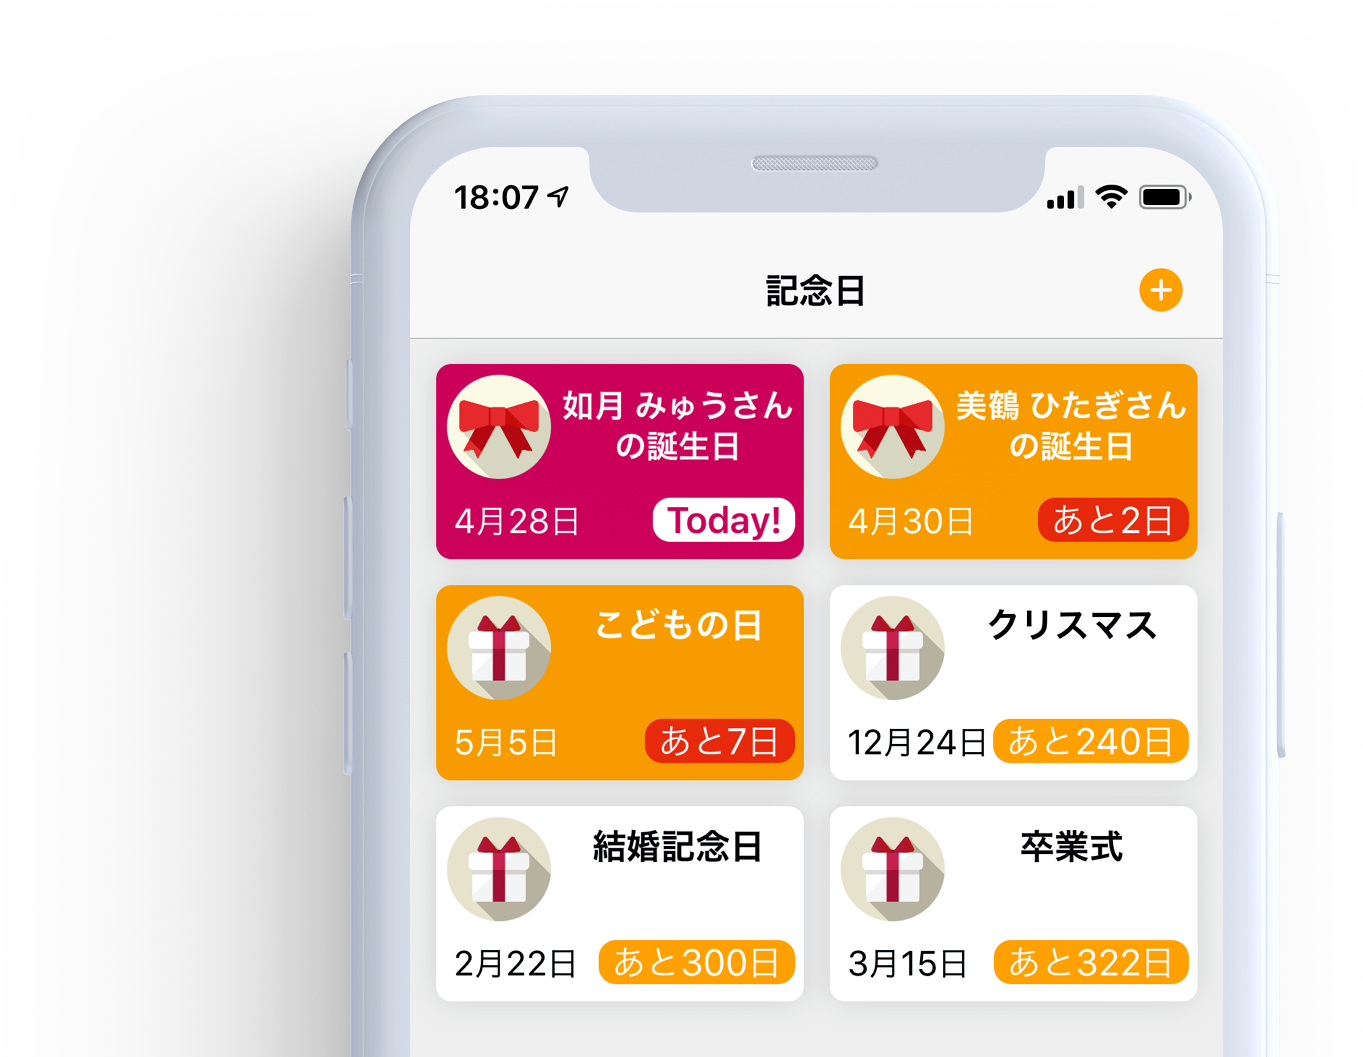 18:07
記念日
如月 みゅうさん
の誕生日
4月28日
Today!
美鶴 ひたぎさん
の誕生日
4月30日
あと2日
こどもの日
5月5日
あと7日
クリスマス
12月24日
あと240日
結婚記念日
2月22日
あと300日
卒業式
3月15日
あと322日